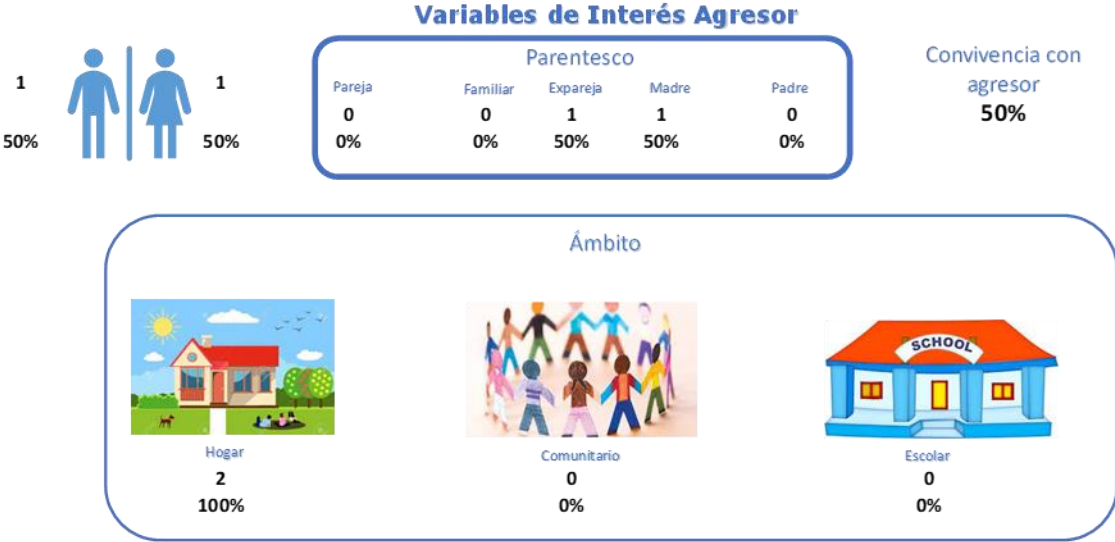 Variables de Interés Agresor
1 1
50% 50%
Parentesco
Pareja Familiar Expareja Madre Padre
0 0 1 1 0
0% 0% 50% 50% 0%
Convivencia con
agresor
50%
Ámbito
SCHOOL
Hogar Comunitario Escolar
2 0 0
100% 0% 0%